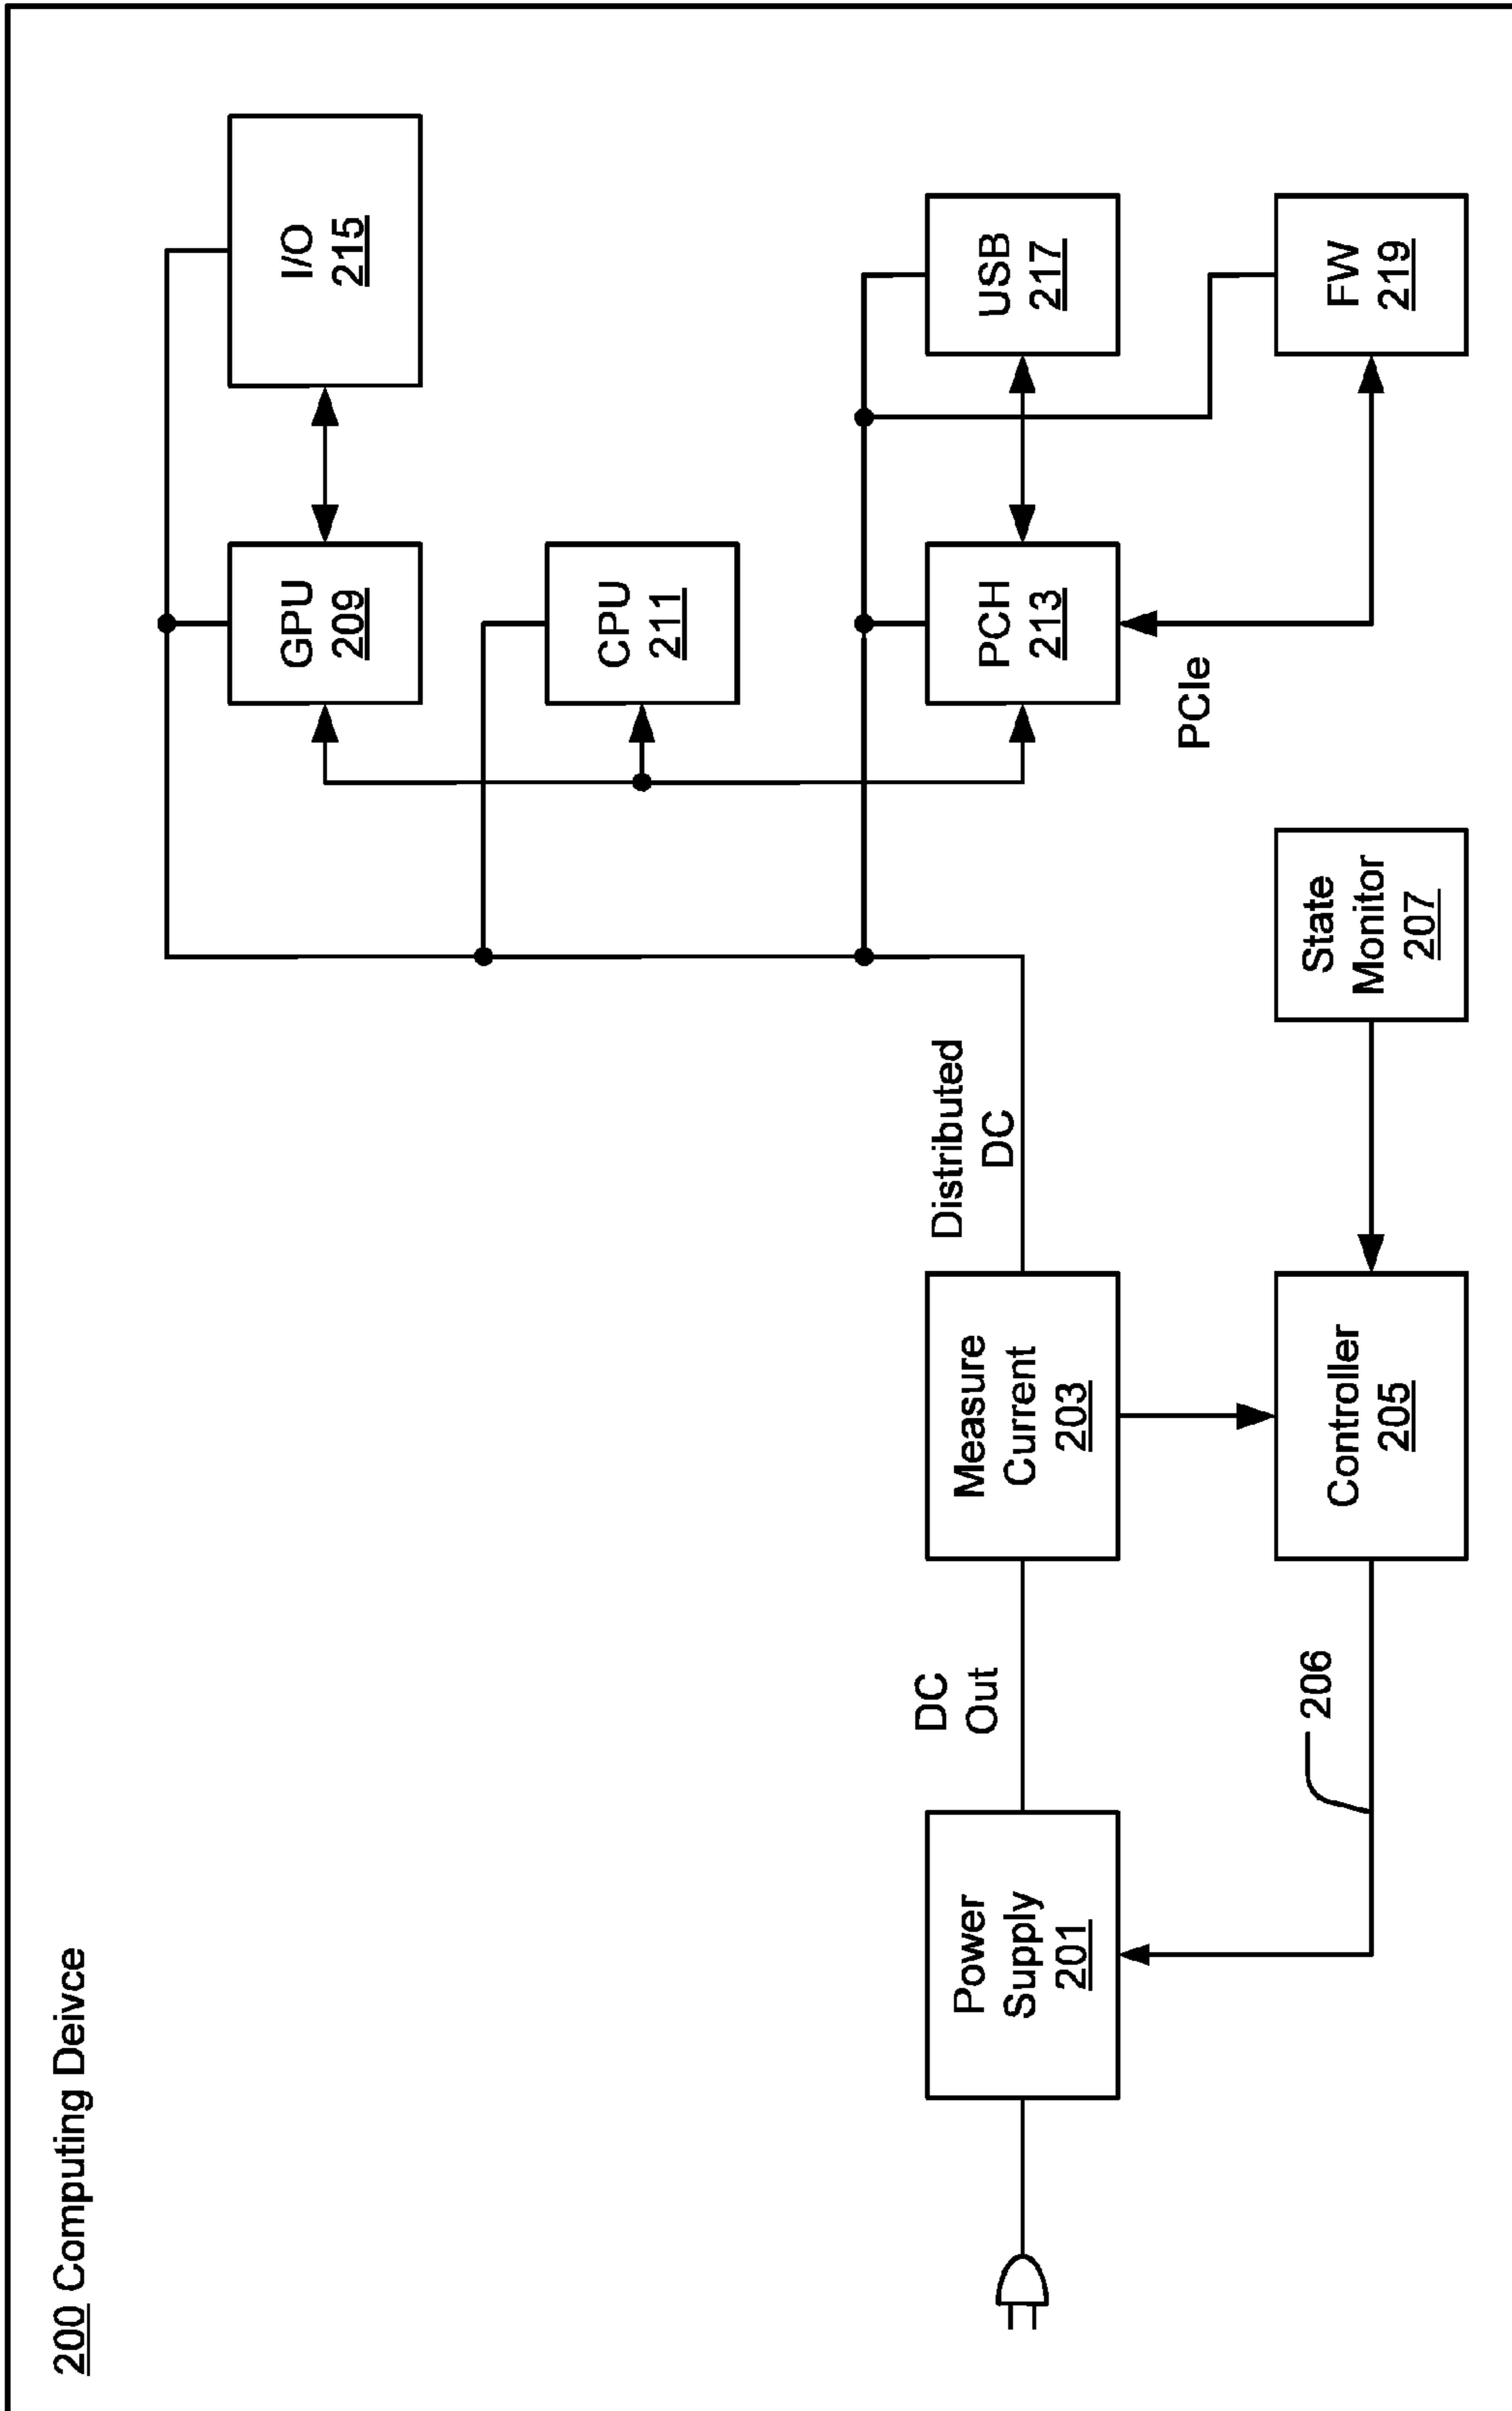 200 Computing Deivce
I/O
215
GPU
209
CPU
211
USB
217
PCH
213
PCIe
FW
219
Distributed
DC
Measure
Current
203
DC
Out
Power
Supply
201
State
Monitor
207
Controller
205
206